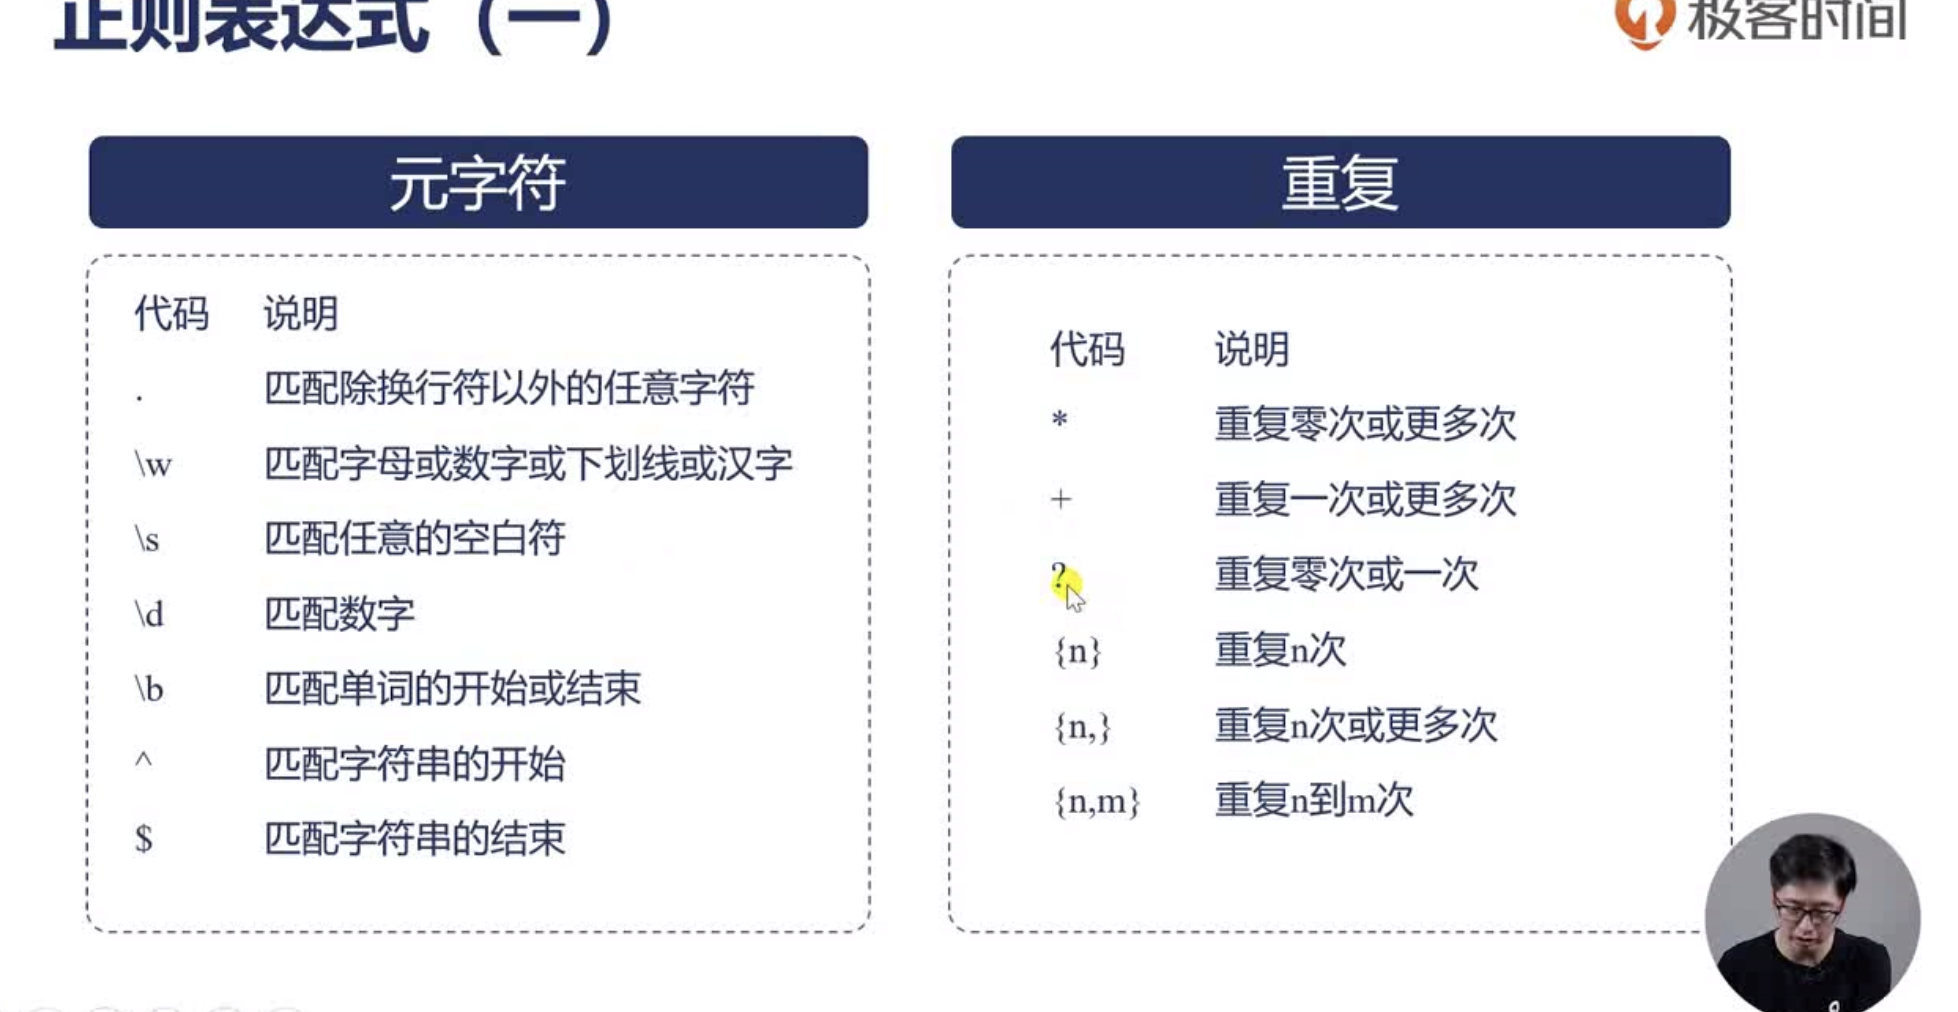 正则表达式（一）
极客时间
元字符
代码 说明
. 匹配除换行符以外的任意字符
\w 匹配字母或数字或下划线或汉字
\s 匹配任意的空白符
\d 匹配数字
\b 匹配单词的开始或结束
^ 匹配字符串的开始
$ 匹配字符串的结束
重复
代码 说明
* 重复零次或更多次
+ 重复一次或更多次
? 重复零次或一次
{n} 重复n次
{n,} 重复n次或更多次
{n,m} 重复n到m次